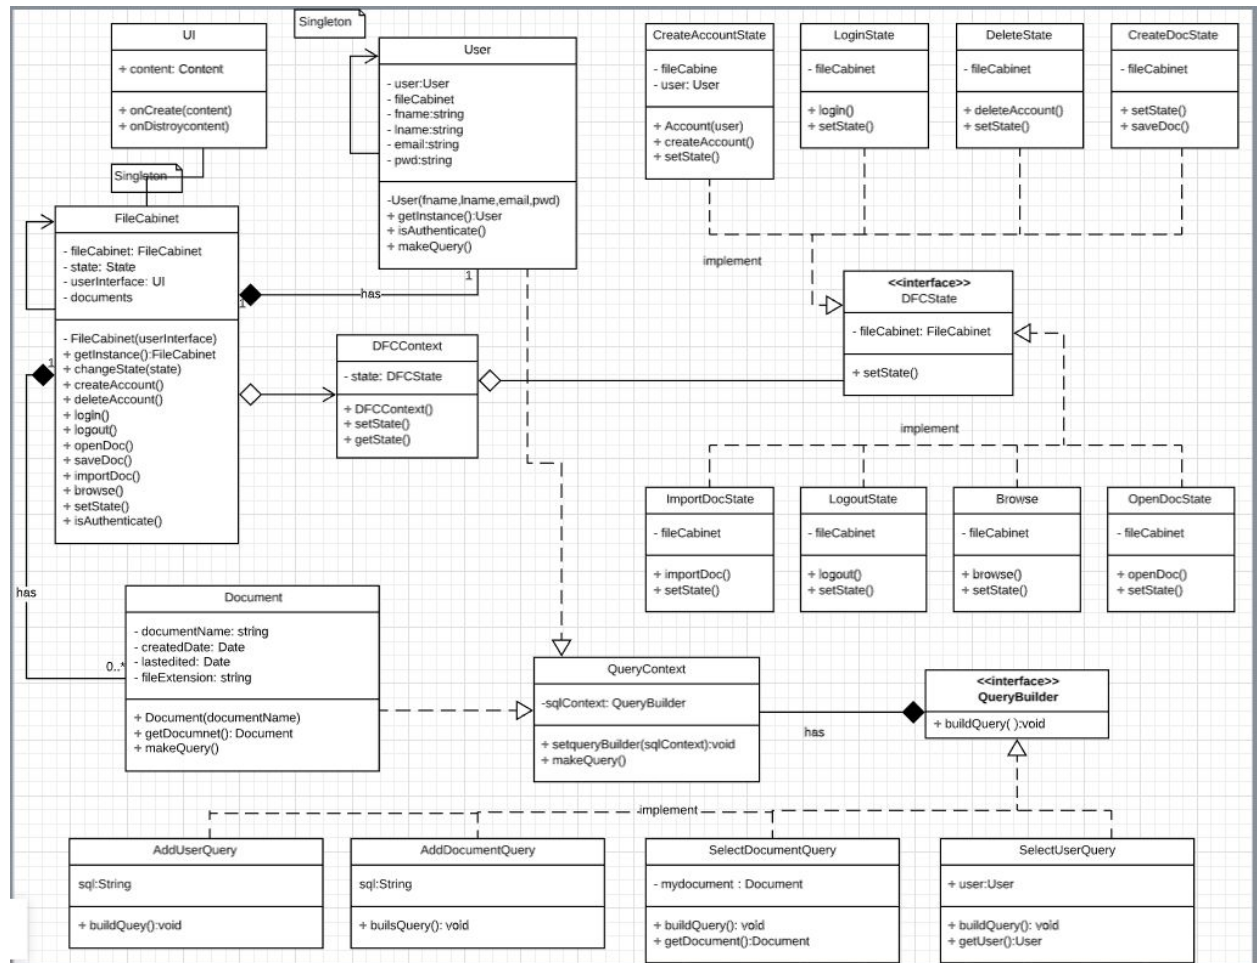 Singleton
UI
+ content: Content
+ onCreate(content)
+ onDistroycontent)
User
- user:User
- fileCabinet
- fname:string
- lname:string
- email:string
- pwd:string
-User(fname,lname,email,pwd)
+ getInstance():User
+ isAuthenticate()
+ makeQuery()
CreateAccountState
- fileCabine
- user: User
+ Account(user)
+ createAccount()
+ setState()
LoginState
- fileCabinet
+ login()
+ setState()
DeleteState
- fileCabinet
+ deleteAccount()
+ setState()
CreateDocState
- fileCabinet
+ setState()
+ saveDoc()
Singleton
FileCabinet
- fileCabinet: FileCabinet
- state: State
- userInterface: UI
- documents
- FileCabinet(userInterface)
+ getInstance():FileCabinet
+ changeState(state)
+ createAccount()
+ deleteAccount()
+ login()
+ logout()
+ openDoc()
+ saveDoc()
+ importDoc()
+ browse()
+ setState()
+ isAuthenticate()
1
has
1
1
implement
<<interface>>
DFCState
- fileCabinet: FileCabinet
+ setState()
DFCContext
- state: DFCState
+ DFCContext()
+ setState()
+ getState()
implement
ImportDocState
- fileCabinet
+ importDoc()
+ setState()
LogoutState
- fileCabinet
+ logout()
+ setState()
Browse
- fileCabinet
+ browse()
+ setState()
OpenDocState
- fileCabinet
+ openDoc()
+ setState()
has
0..*
Document
- documentName: string
- createdDate: Date
- lastedited: Date
- fileExtension: string
+ Document(documentName)
+ getDocumnet(): Document
+ makeQuery()
QueryContext
-sqlContext: QueryBuilder
+ setqueryBuilder(sqlContext):void
+ makeQuery()
has
<<interface>>
QueryBuilder
+ buildQuery( ):void
implement
AddUserQuery
sql:String
+ buildQuey():void
AddDocumentQuery
sql:String
+ builsQuery(): void
SelectDocumentQuery
- mydocument : Document
+ buildQuery(): void
+ getDocument():Document
SelectUserQuery
+ user:User
+ buildQuery(): void
+ getUser():User